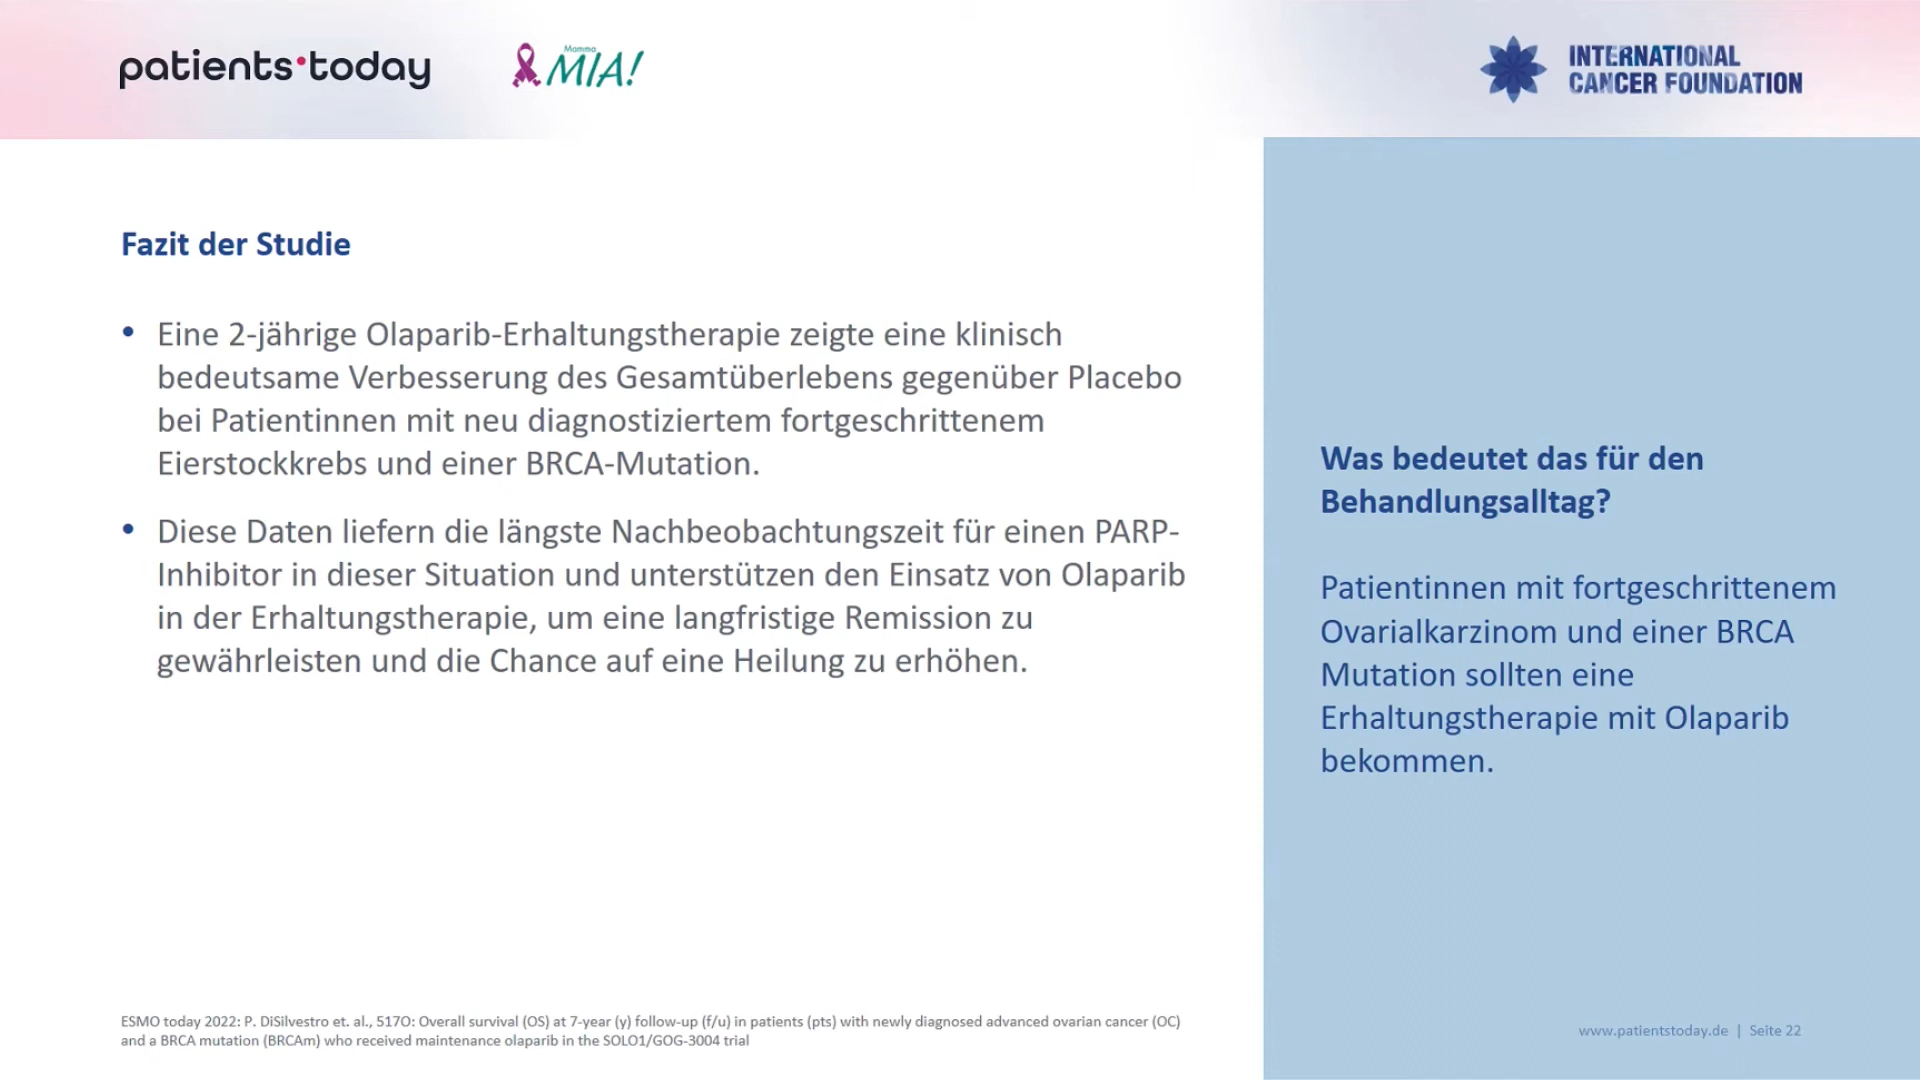 patients·today
Mamma
MIA!
INTERNATIONAL
CANCER FOUNDATION
Fazit der Studie
• Eine 2-jährige Olaparib-Erhaltungstherapie zeigte eine klinisch
bedeutsame Verbesserung des Gesamtüberlebens gegenüber Placebo
bei Patientinnen mit neu diagnostiziertem fortgeschrittenem
Eierstockkrebs und einer BRCA-Mutation.
• Diese Daten liefern die längste Nachbeobachtungszeit für einen PARP-
Inhibitor in dieser Situation und unterstützen den Einsatz von Olaparib
in der Erhaltungstherapie, um eine langfristige Remission zu
gewährleisten und die Chance auf eine Heilung zu erhöhen.
Was bedeutet das für den
Behandlungsalltag?
Patientinnen mit fortgeschrittenem
Ovarialkarzinom und einer BRCA
Mutation sollten eine
Erhaltungstherapie mit Olaparib
bekommen.
ESMO today 2022: P. DiSilvestro et. al., 517O: Overall survival (OS) at 7-year (y) follow-up (f/u) in patients (pts) with newly diagnosed advanced ovarian cancer (OC)
and a BRCA mutation (BRCAm) who received maintenance olaparib in the SOLO1/GOG-3004 trial
www.patientstoday.de | Seite 22